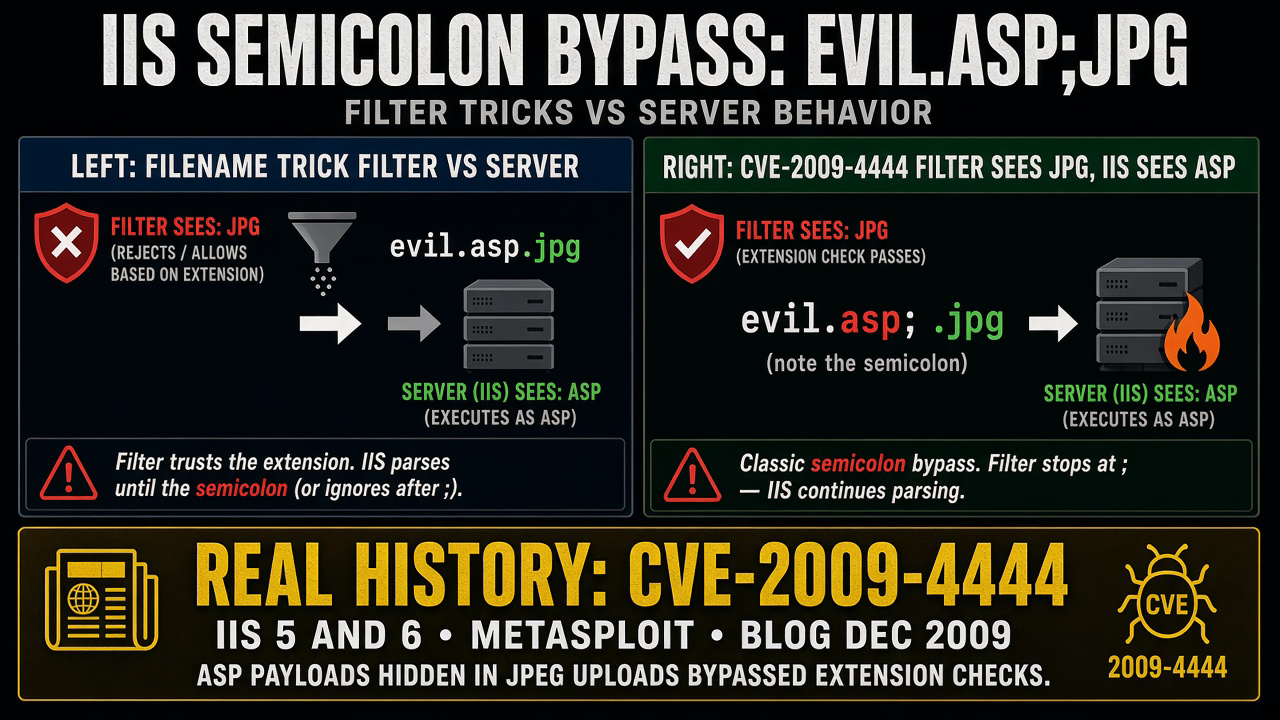 IIS SEMICOLON BYPASS: EVIL.ASP;JPG
FILTER TRICKS VS SERVER BEHAVIOR
LEFT: FILENAME TRICK FILTER VS SERVER
FILTER SEES: JPG
(REJECTS / ALLOWS
BASED ON EXTENSION)
evil.asp.jpg
SERVER (IIS) SEES: ASP
(EXECUTES AS ASP)
Filter trusts the extension. IIS parses
until the semicolon (or ignores after ;).
RIGHT: CVE-2009-4444 FILTER SEES JPG, IIS SEES ASP
FILTER SEES: JPG
(EXTENSION CHECK PASSES)
evil.asp; .jpg
(note the semicolon)
SERVER (IIS) SEES: ASP
(EXECUTES AS ASP)
Classic semicolon bypass. Filter stops at ;
— IIS continues parsing.
REAL HISTORY: CVE-2009-4444
IIS 5 AND 6 • METASPLOIT • BLOG DEC 2009
ASP PAYLOADS HIDDEN IN JPEG UPLOADS BYPASSED EXTENSION CHECKS.
CVE
2009-4444